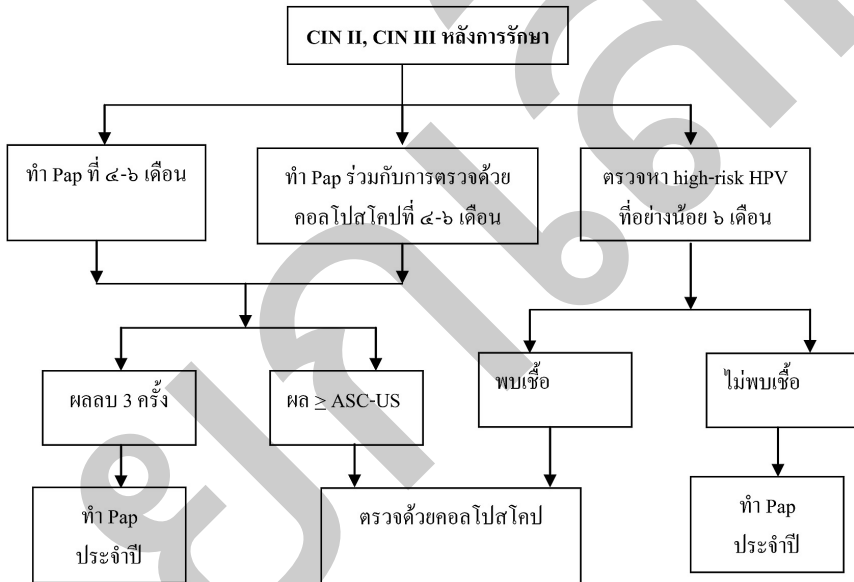 CIN II, CIN III หลังการรักษา
ทำ Pap ที่ ๔-๖ เดือน
ทำ Pap ร่วมกับการตรวจด้วย
คอลโปสโคปที่ ๔-๖ เดือน
ตรวจหา high-risk HPV
ที่อย่างน้อย ๖ เดือน
ผลลบ 3 ครั้ง
ผล ≥ ASC-US
พบเชื้อ
ไม่พบเชื้อ
ทำ Pap
ประจำปี
ตรวจด้วยคอลโปสโคป
ทำ Pap
ประจำปี